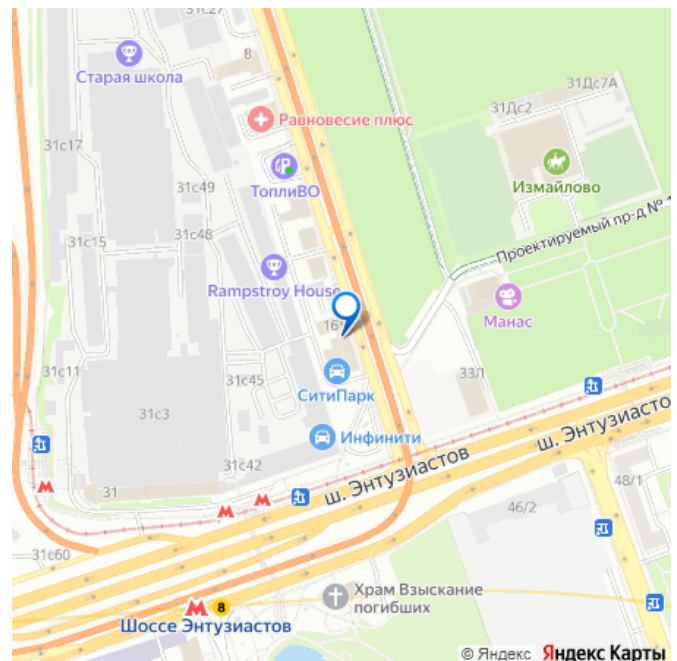 31с27
8
Старая школа
31Дс7А
31Дс2
Равновесие плюс
31с17
ТоплиВО
31с49
Измайлово
31с48
31с15
Проектируемый пр-д №
Rampstroy House
Манас
16
31с11
33Л
31с45
СитиПарк
31с3
Инфинити
ш. Энтузиасто
31с42
ш. Энтузиастов
31
48/1
46/2
31с60
Храм Взыскание
погибших
8
Шоссе Энтузиастов
© Яндекс Яндекс Карты